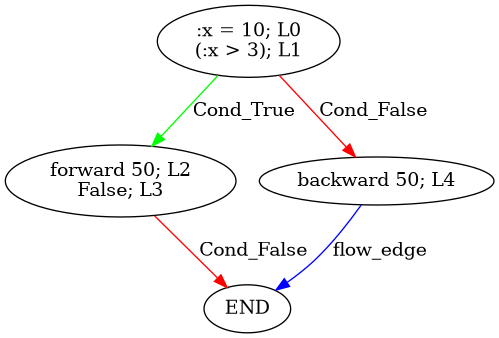 :x = 10; L0
(:x > 3); L1
Cond_True
Cond_False
forward 50; L2
False; L3
backward 50; L4
Cond_False
flow_edge
END